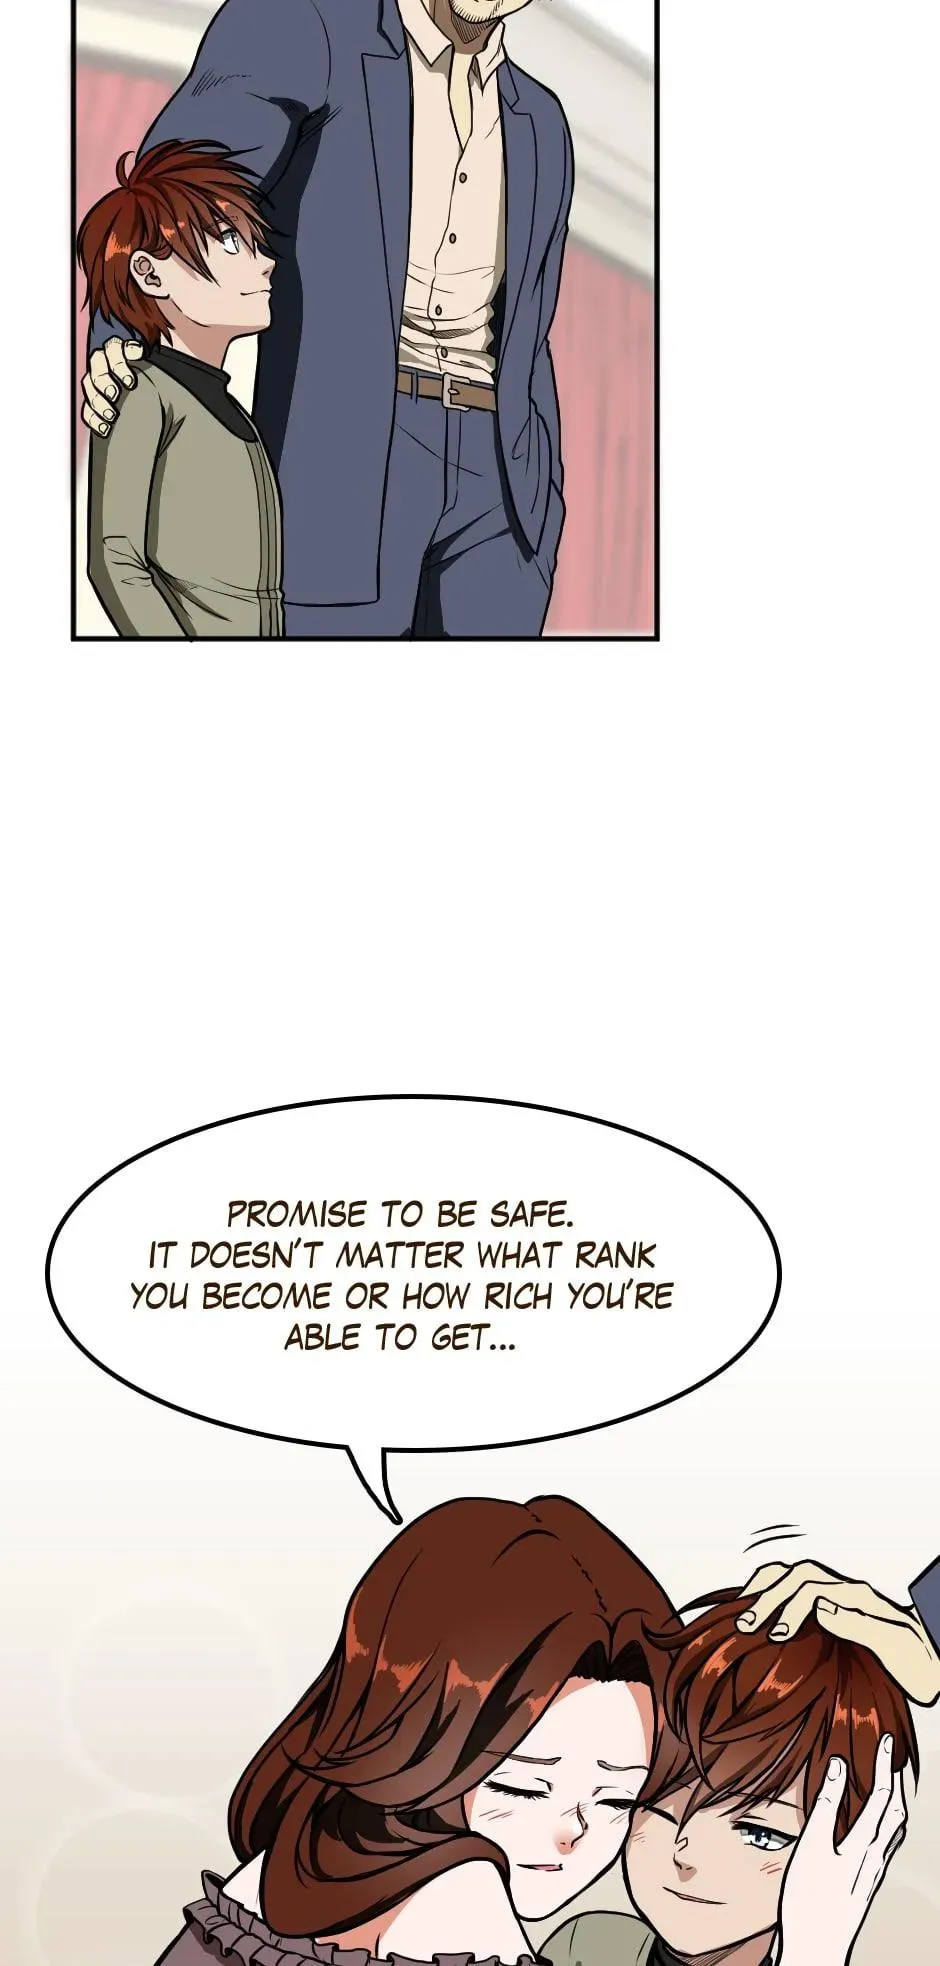 PROMISE TO BE SAFE.
IT DOESN'T MATTER WHAT RANK
YOU BECOME OR HOW RICH YOU'RE
ABLE TO GET...